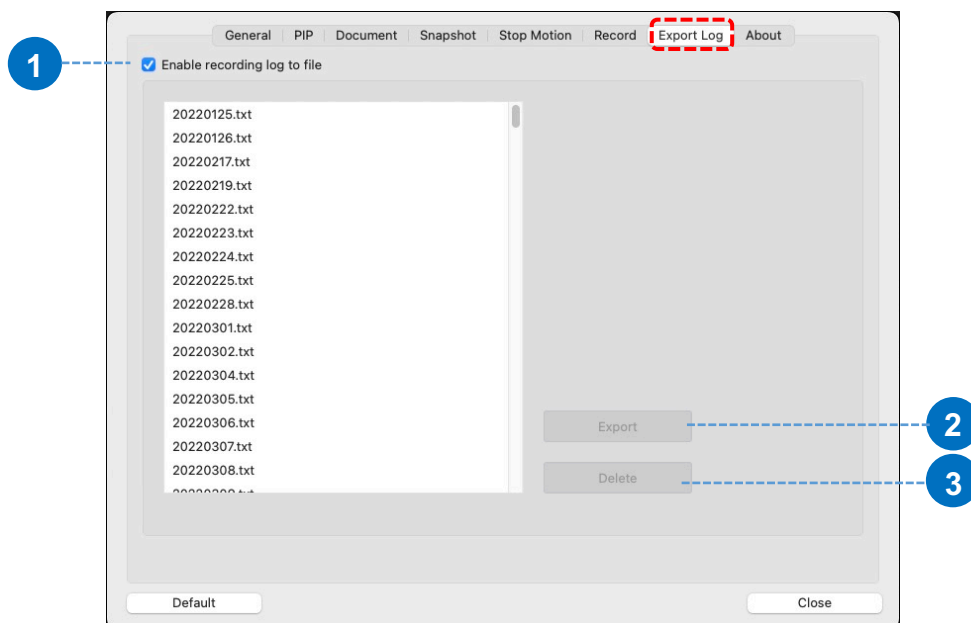 General PIP Document Snapshot Stop Motion Record Export Log About
1
Enable recording log to file
20220125.txt
20220126.txt
20220217.txt
20220219.txt
20220222.txt
20220223.txt
20220224.txt
20220225.txt
20220228.txt
20220301.txt
20220302.txt
20220304.txt
20220305.txt
20220306.txt
20220307.txt
20220308.txt
Export
2
Delete
3
Default
Close